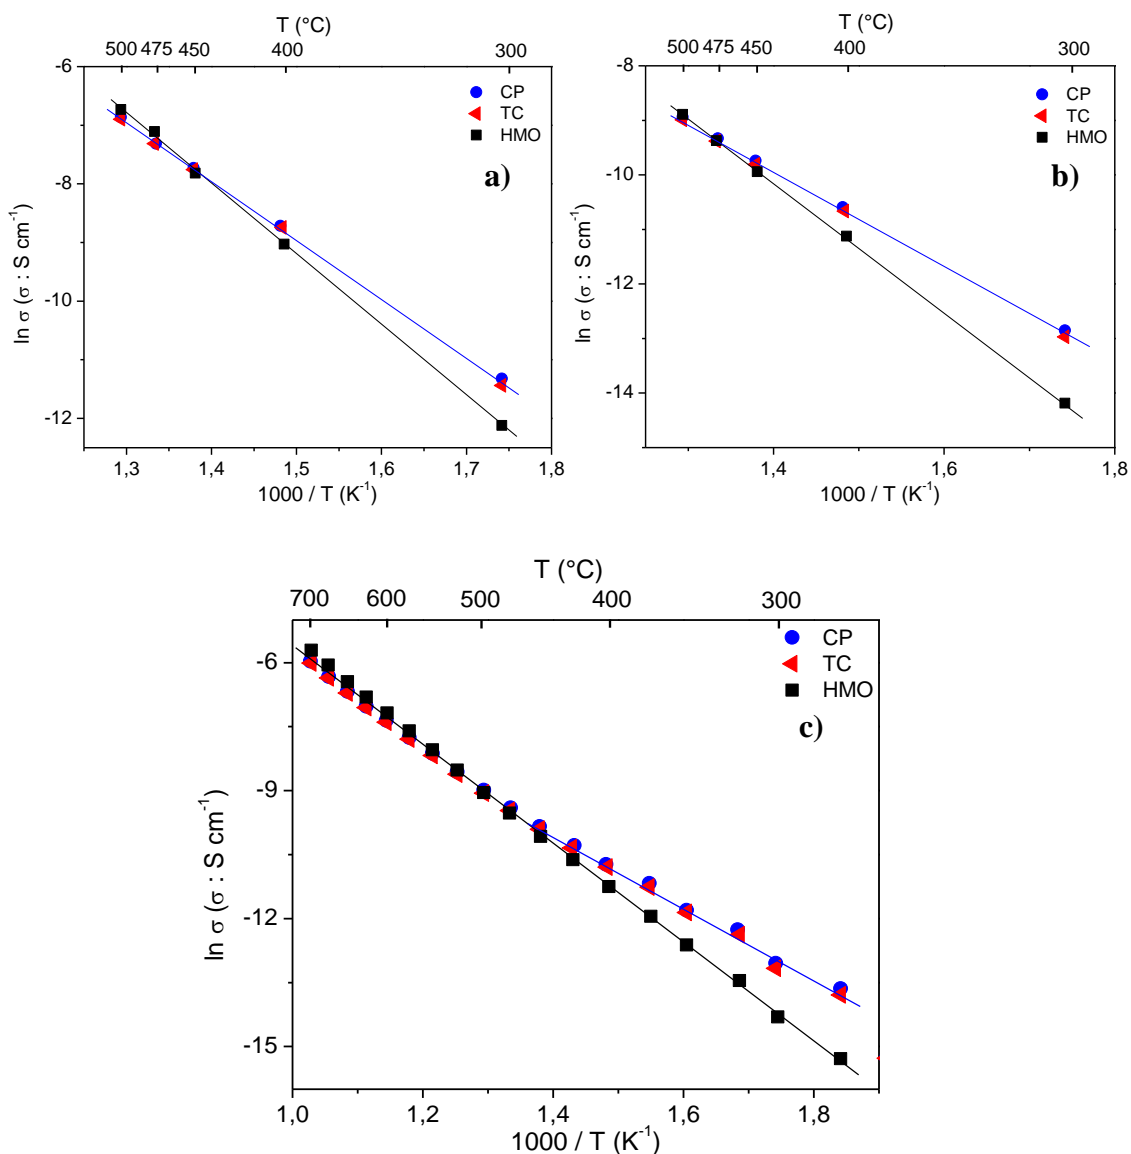 T (°C)
500 475 450 400 300
-6
-8
-10
-12
ln σ (σ : S cm-1)
CP
TC
HMO
a)
1,3 1,4 1,5 1,6 1,7 1,8
1000 / T (K-1)
T (°C)
500 475 450 400 300
-8
-10
-12
-14
ln σ (σ : S cm-1)
CP
TC
HMO
b)
1,4 1,6 1,8
1000 / T (K-1)
T (°C)
700 600 500 400 300
-6
-9
-12
-15
ln σ (σ : S cm-1)
CP
TC
HMO
c)
1,0 1,2 1,4 1,6 1,8
1000 / T (K-1)